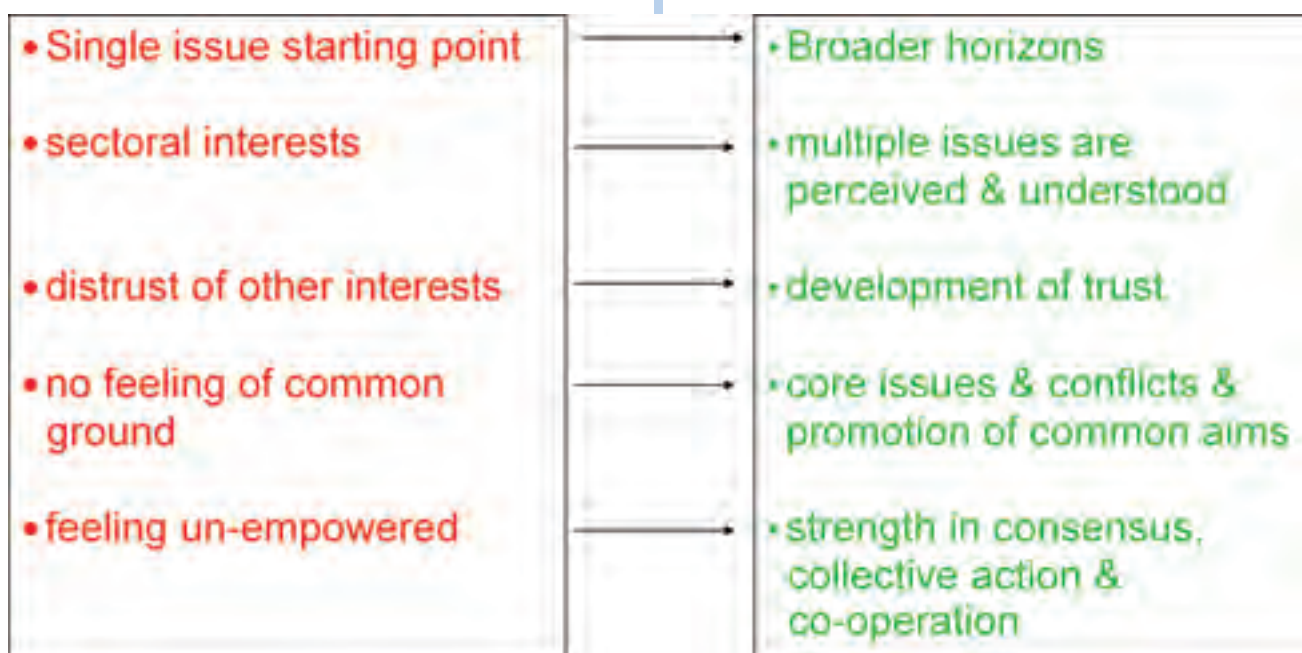 • Single issue starting point
• Broader horizons
• sectoral interests
• multiple issues are
perceived & understood
• distrust of other interests
• development of trust
• no feeling of common
ground
• core issues & conflicts &
promotion of common aims
• feeling un-empowered
• strength in consensus,
collective action &
co-operation